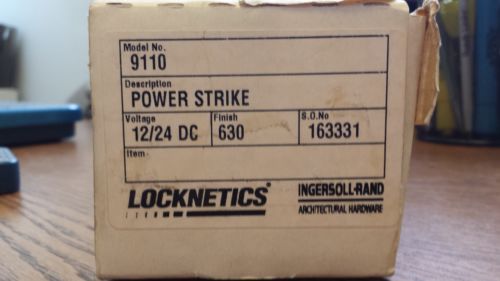 Model No.
9110
Description
POWER STRIKE
Voltage Finish S.O.No
12/24 DC 630 163331
Item
LOCKNETICS® INGERSOLL-RAND
ARCHITECTURAL HARDWARE